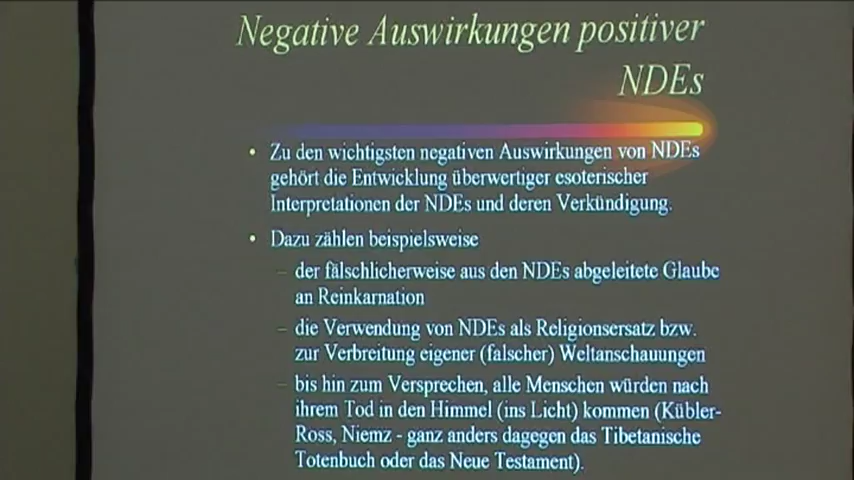 Negative Auswirkungen positiver
NDEs
• Zu den wichtigsten negativen Auswirkungen von NDEs
gehört die Entwicklung überwertiger esoterischer
Interpretationen der NDEs und deren Verkündigung.
• Dazu zählen beispielsweise
– der fälschlicherweise aus den NDEs abgeleitete Glaube
an Reinkarnation
– die Verwendung von NDEs als Religionsersatz bzw.
zur Verbreitung eigener (falscher) Weltanschauungen
– bis hin zum Versprechen, alle Menschen würden nach
ihrem Tod in den Himmel (ins Licht) kommen (Kübler-
Ross, Niemz - ganz anders dagegen das Tibetanische
Totenbuch oder das Neue Testament).